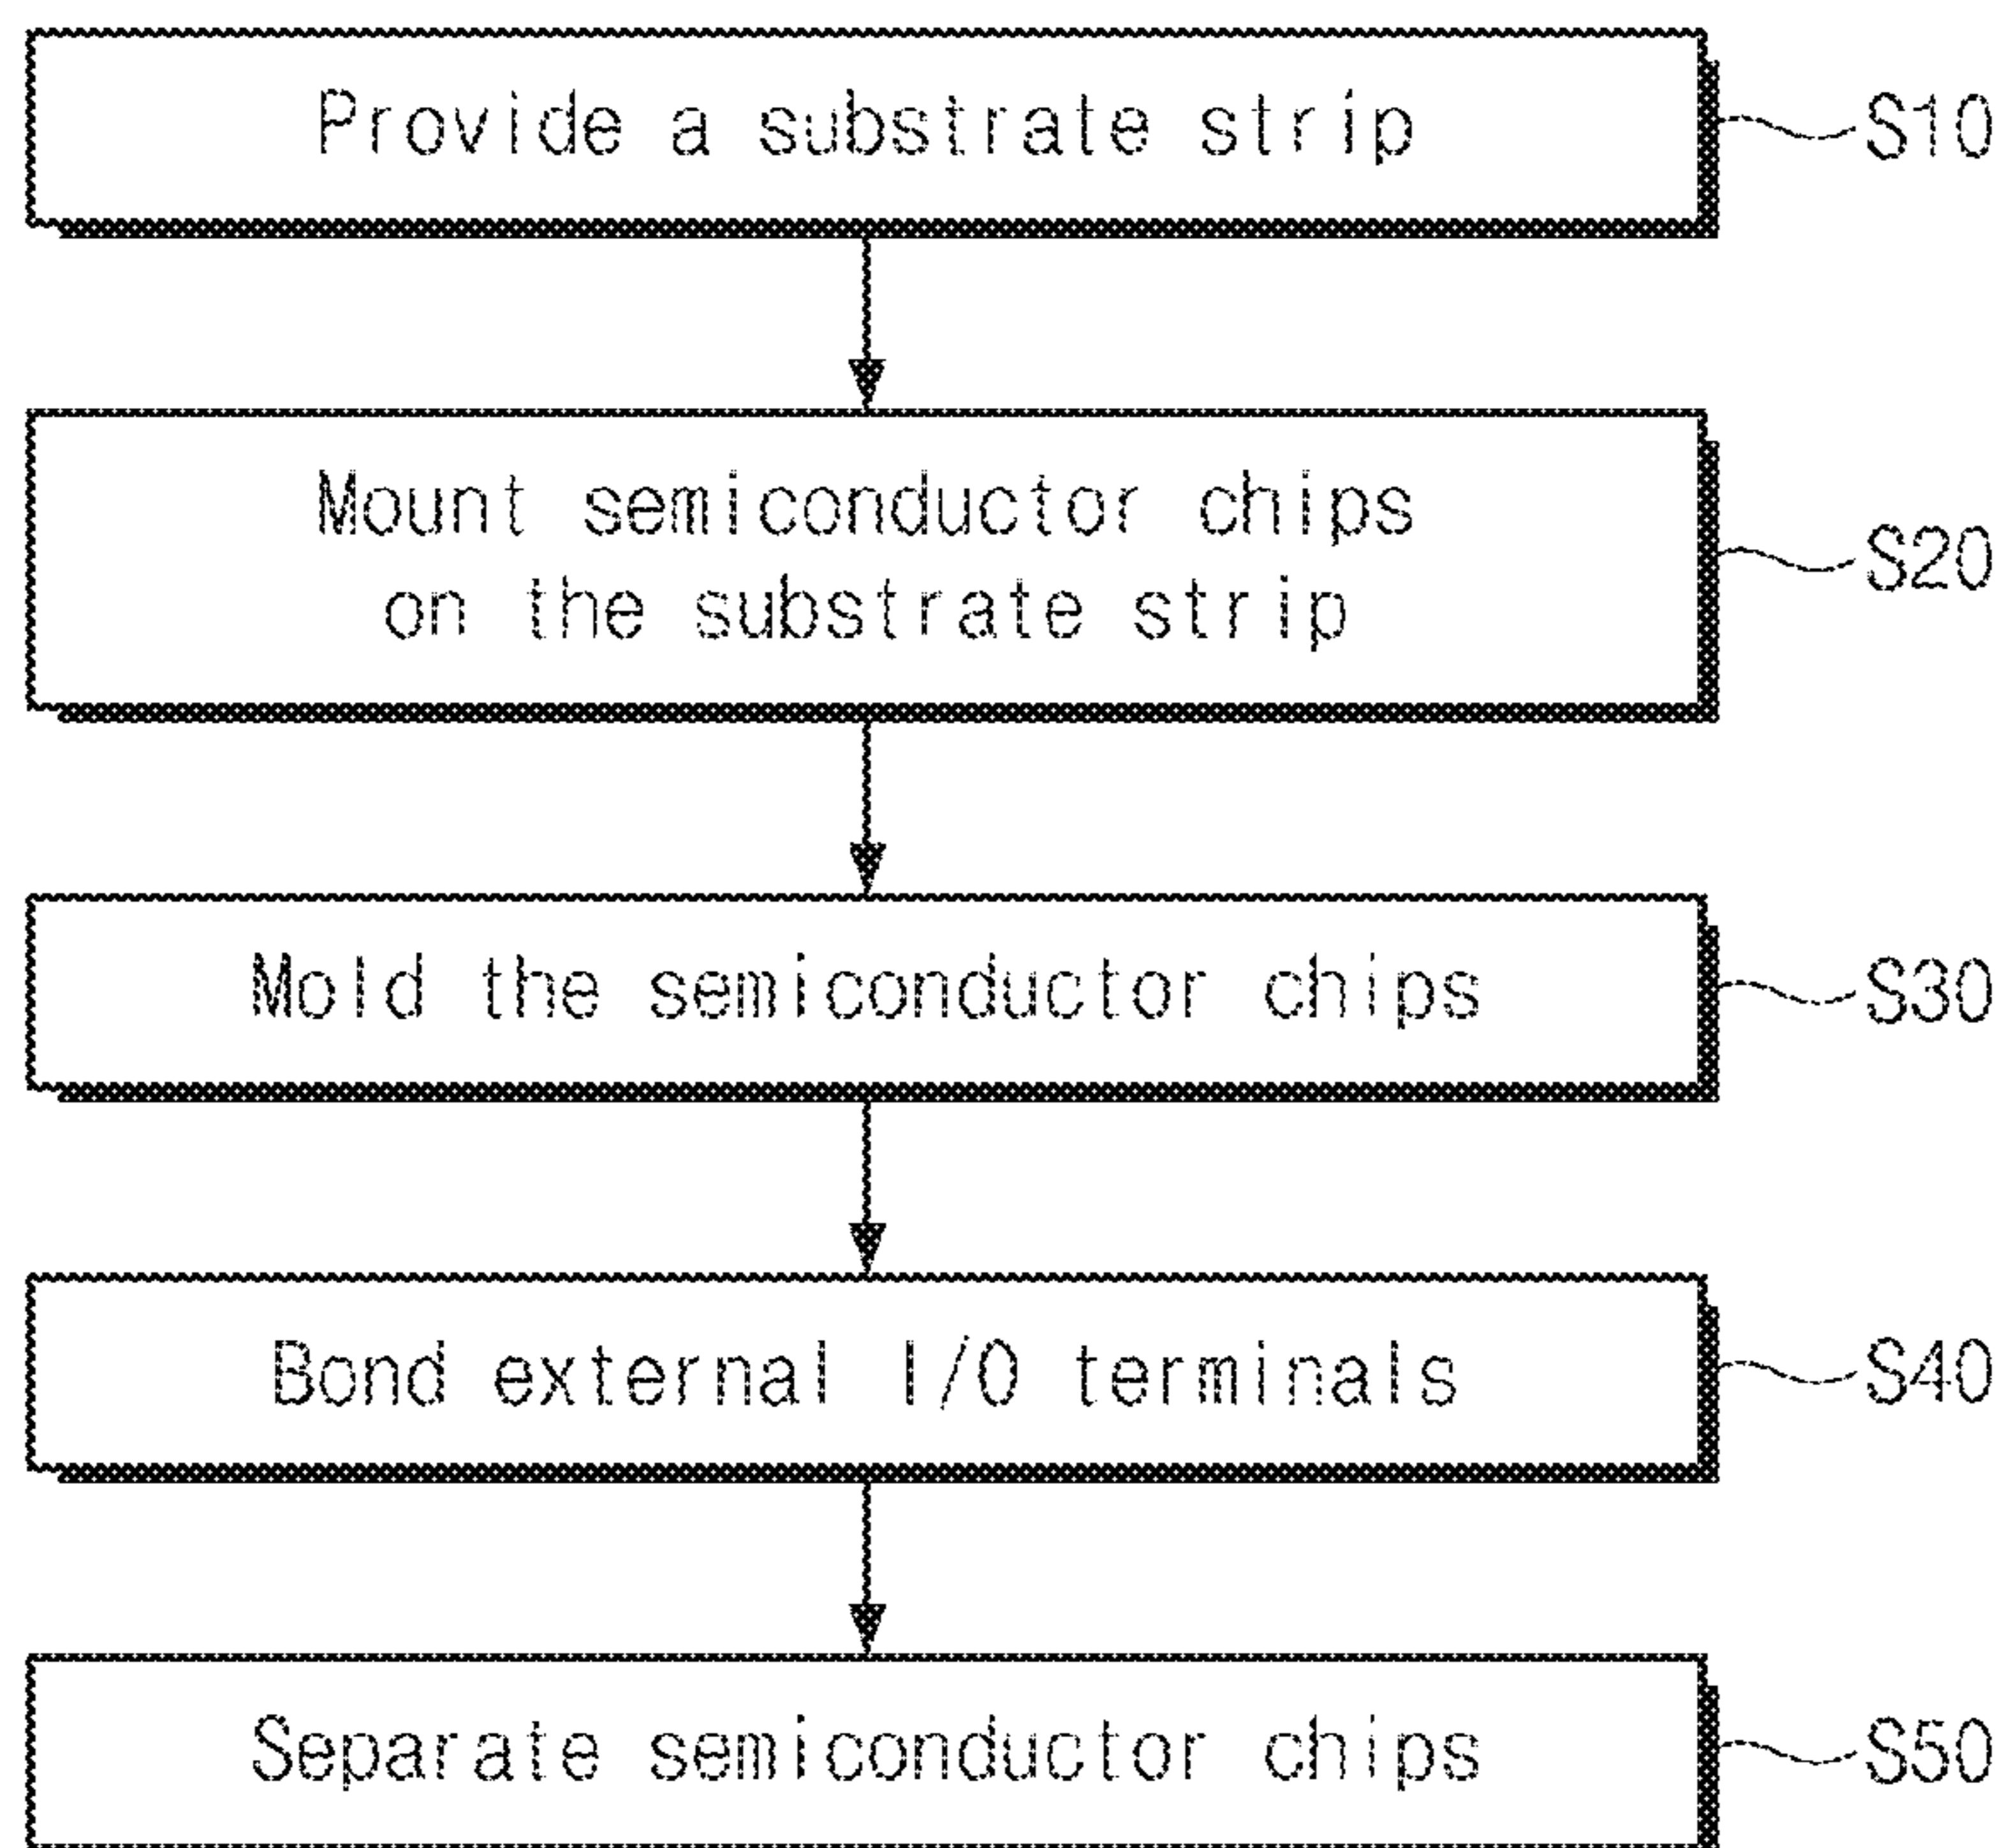 Provide a substrate strip
S10
Mount semiconductor chips
on the substrate strip
S20
Mold the semiconductor chips
S30
Bond external I/O terminals
S40
Separate semiconductor chips
S50